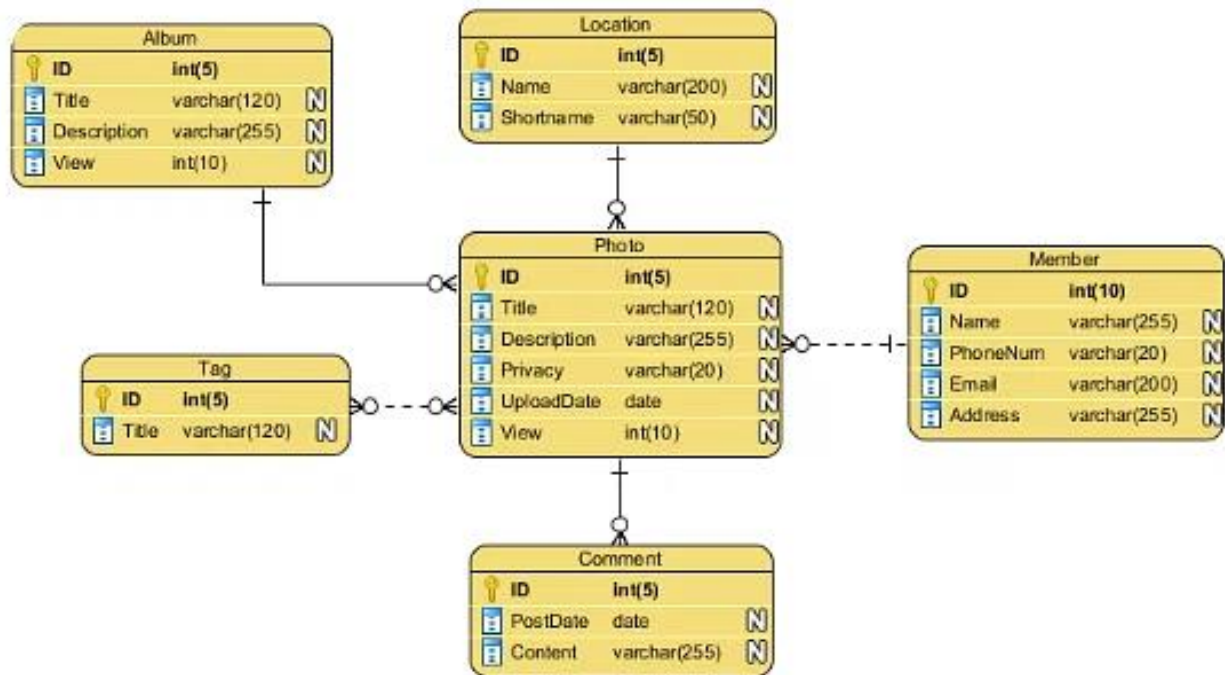 Album
ID int(5)
Title varchar(120) N
Description varchar(255) N
View int(10) N
Location
ID int(5)
Name varchar(200) N
Shortname varchar(50) N
Photo
ID int(5)
Title varchar(120) N
Description varchar(255) N
Privacy varchar(20) N
UploadDate date N
View int(10) N
Member
ID int(10)
Name varchar(255) N
PhoneNum varchar(20) N
Email varchar(200) N
Address varchar(255) N
Tag
ID int(5)
Title varchar(120) N
Comment
ID int(5)
PostDate date N
Content varchar(255) N